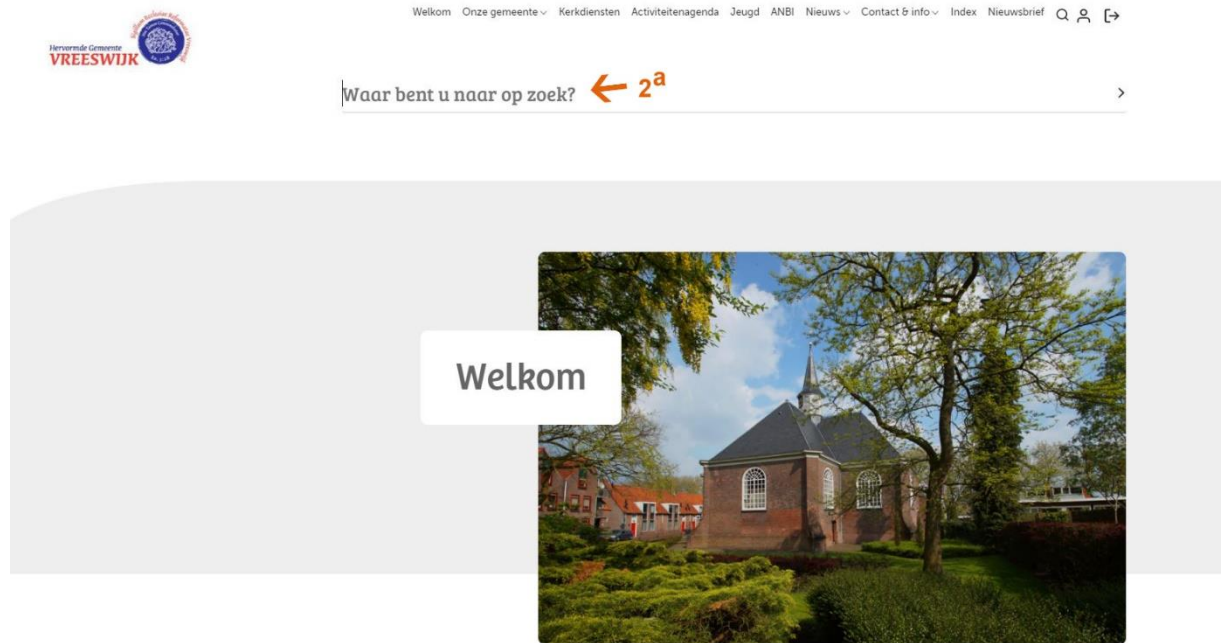 Welkom Onze gemeente Kerkdiensten Activiteitenagenda Jeugd ANBI Nieuws Contact & info Index Nieuwsbrief
Hervormde Gemeente
VREESWIJK
Waar bent u naar op zoek? 2a
Welkom